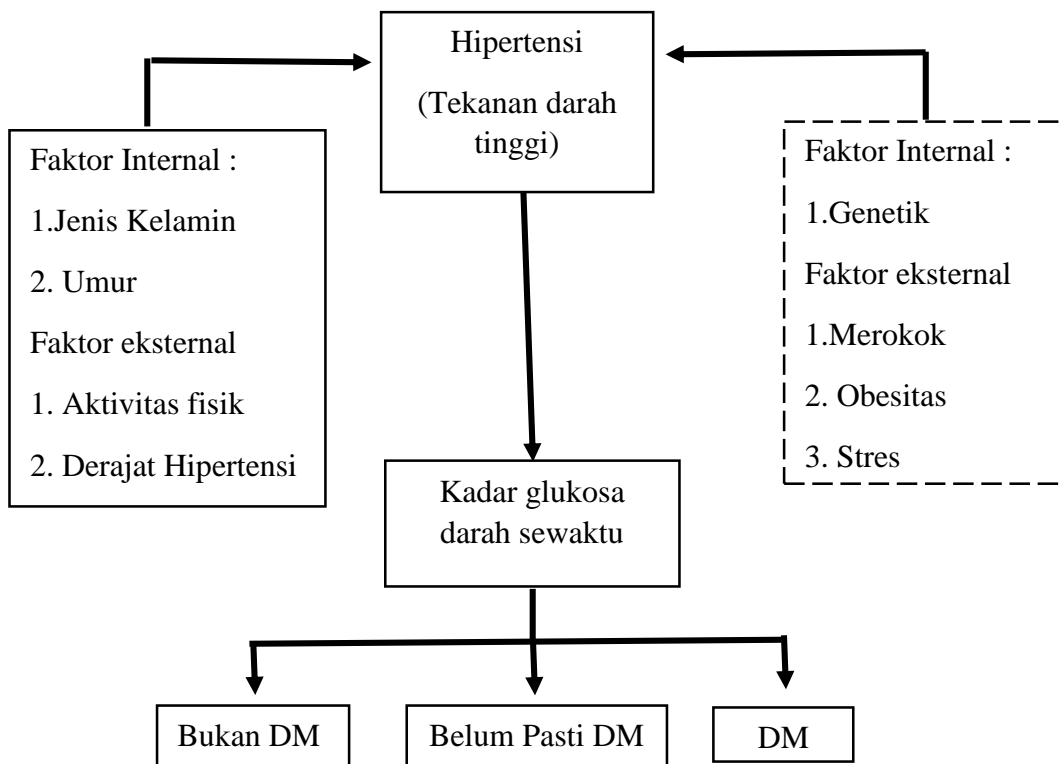 Hipertensi
(Tekanan darah
tinggi)
Faktor Internal :
1.Jenis Kelamin
2. Umur
Faktor eksternal
1. Aktivitas fisik
2. Derajat Hipertensi
Faktor Internal :
1.Genetik
Faktor eksternal
1.Merokok
2. Obesitas
3. Stres
Kadar glukosa
darah sewaktu
Bukan DM
Belum Pasti DM
DM